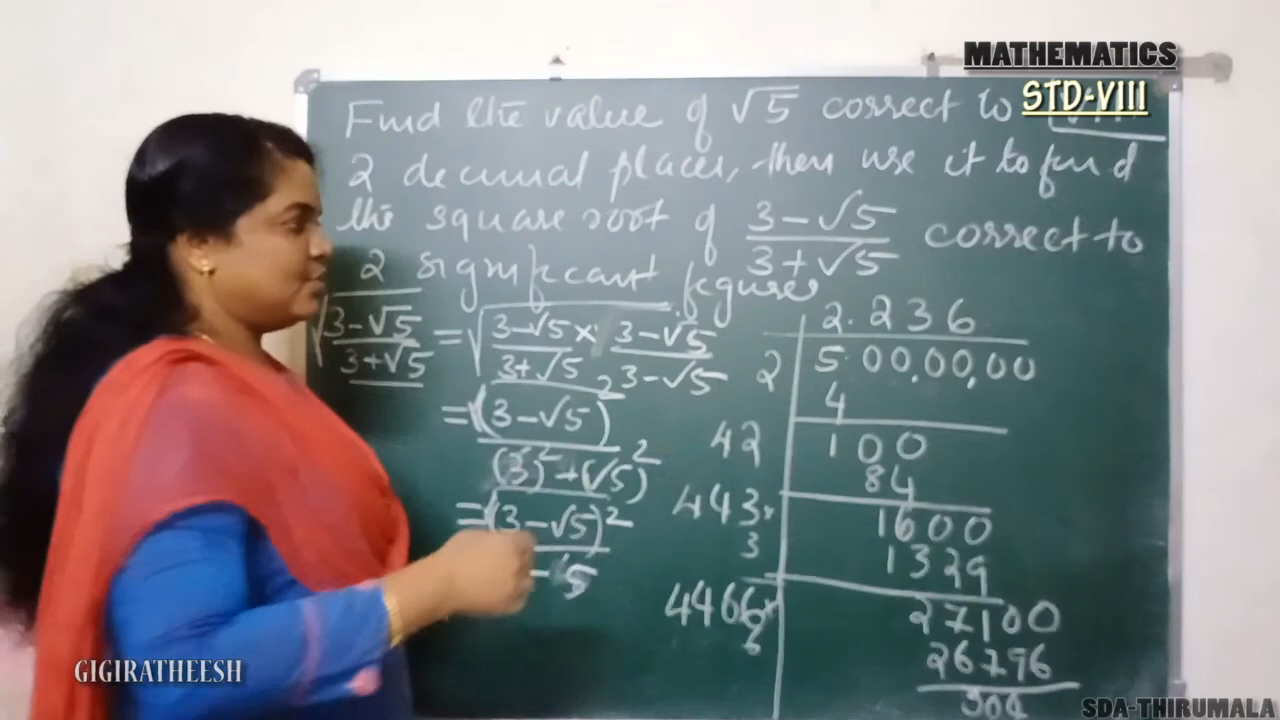 MATHEMATICS
STD-VIII
Find the value of √5 correct to
2 decimal places, then use it to find
the square root of (3-√5)/(3+√5) correct to
2 significant figures
√((3-√5)/(3+√5)) = √((3-√5)/(3+√5) × (3-√5)/(3-√5))
= √((3-√5)²)/((3)²+(√5)²)
= √((3-√5)²)/-5
2.236
2 5.00,00,00
4
42 100
84
443× 1600
3 1329
4466× 27100
6 26796
304
GIGIRATHEESH
SDA-THIRUMALA